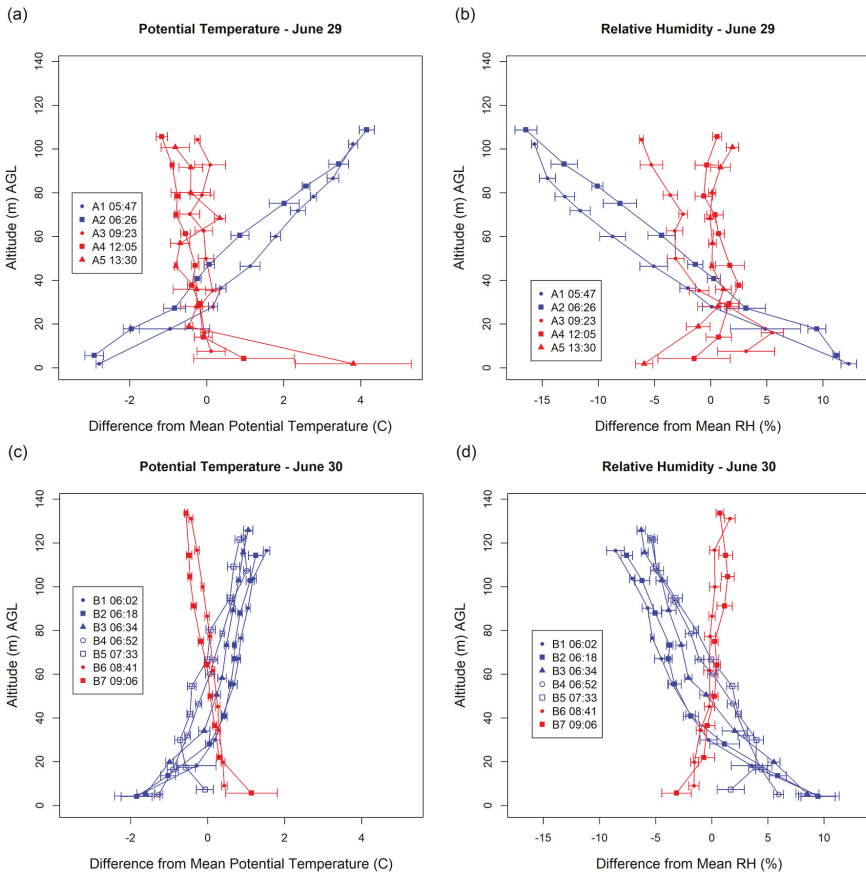 (a)
Potential Temperature - June 29
140
120
100
80
60
40
20
0
Altitude (m) AGL
A1 05:47
A2 06:26
A3 09:23
A4 12:05
A5 13:30
-2 0 2 4
Difference from Mean Potential Temperature (C)
(b)
Relative Humidity - June 29
140
120
100
80
60
40
20
0
Altitude (m) AGL
A1 05:47
A2 06:26
A3 09:23
A4 12:05
A5 13:30
-15 -10 -5 0 5 10
Difference from Mean RH (%)
(c)
Potential Temperature - June 30
140
120
100
80
60
40
20
0
Altitude (m) AGL
B1 06:02
B2 06:18
B3 06:34
B4 06:52
B5 07:33
B6 08:41
B7 09:06
-2 0 2 4
Difference from Mean Potential Temperature (C)
(d)
Relative Humidity - June 30
140
120
100
80
60
40
20
0
Altitude (m) AGL
B1 06:02
B2 06:18
B3 06:34
B4 06:52
B5 07:33
B6 08:41
B7 09:06
-15 -10 -5 0 5 10
Difference from Mean RH (%)